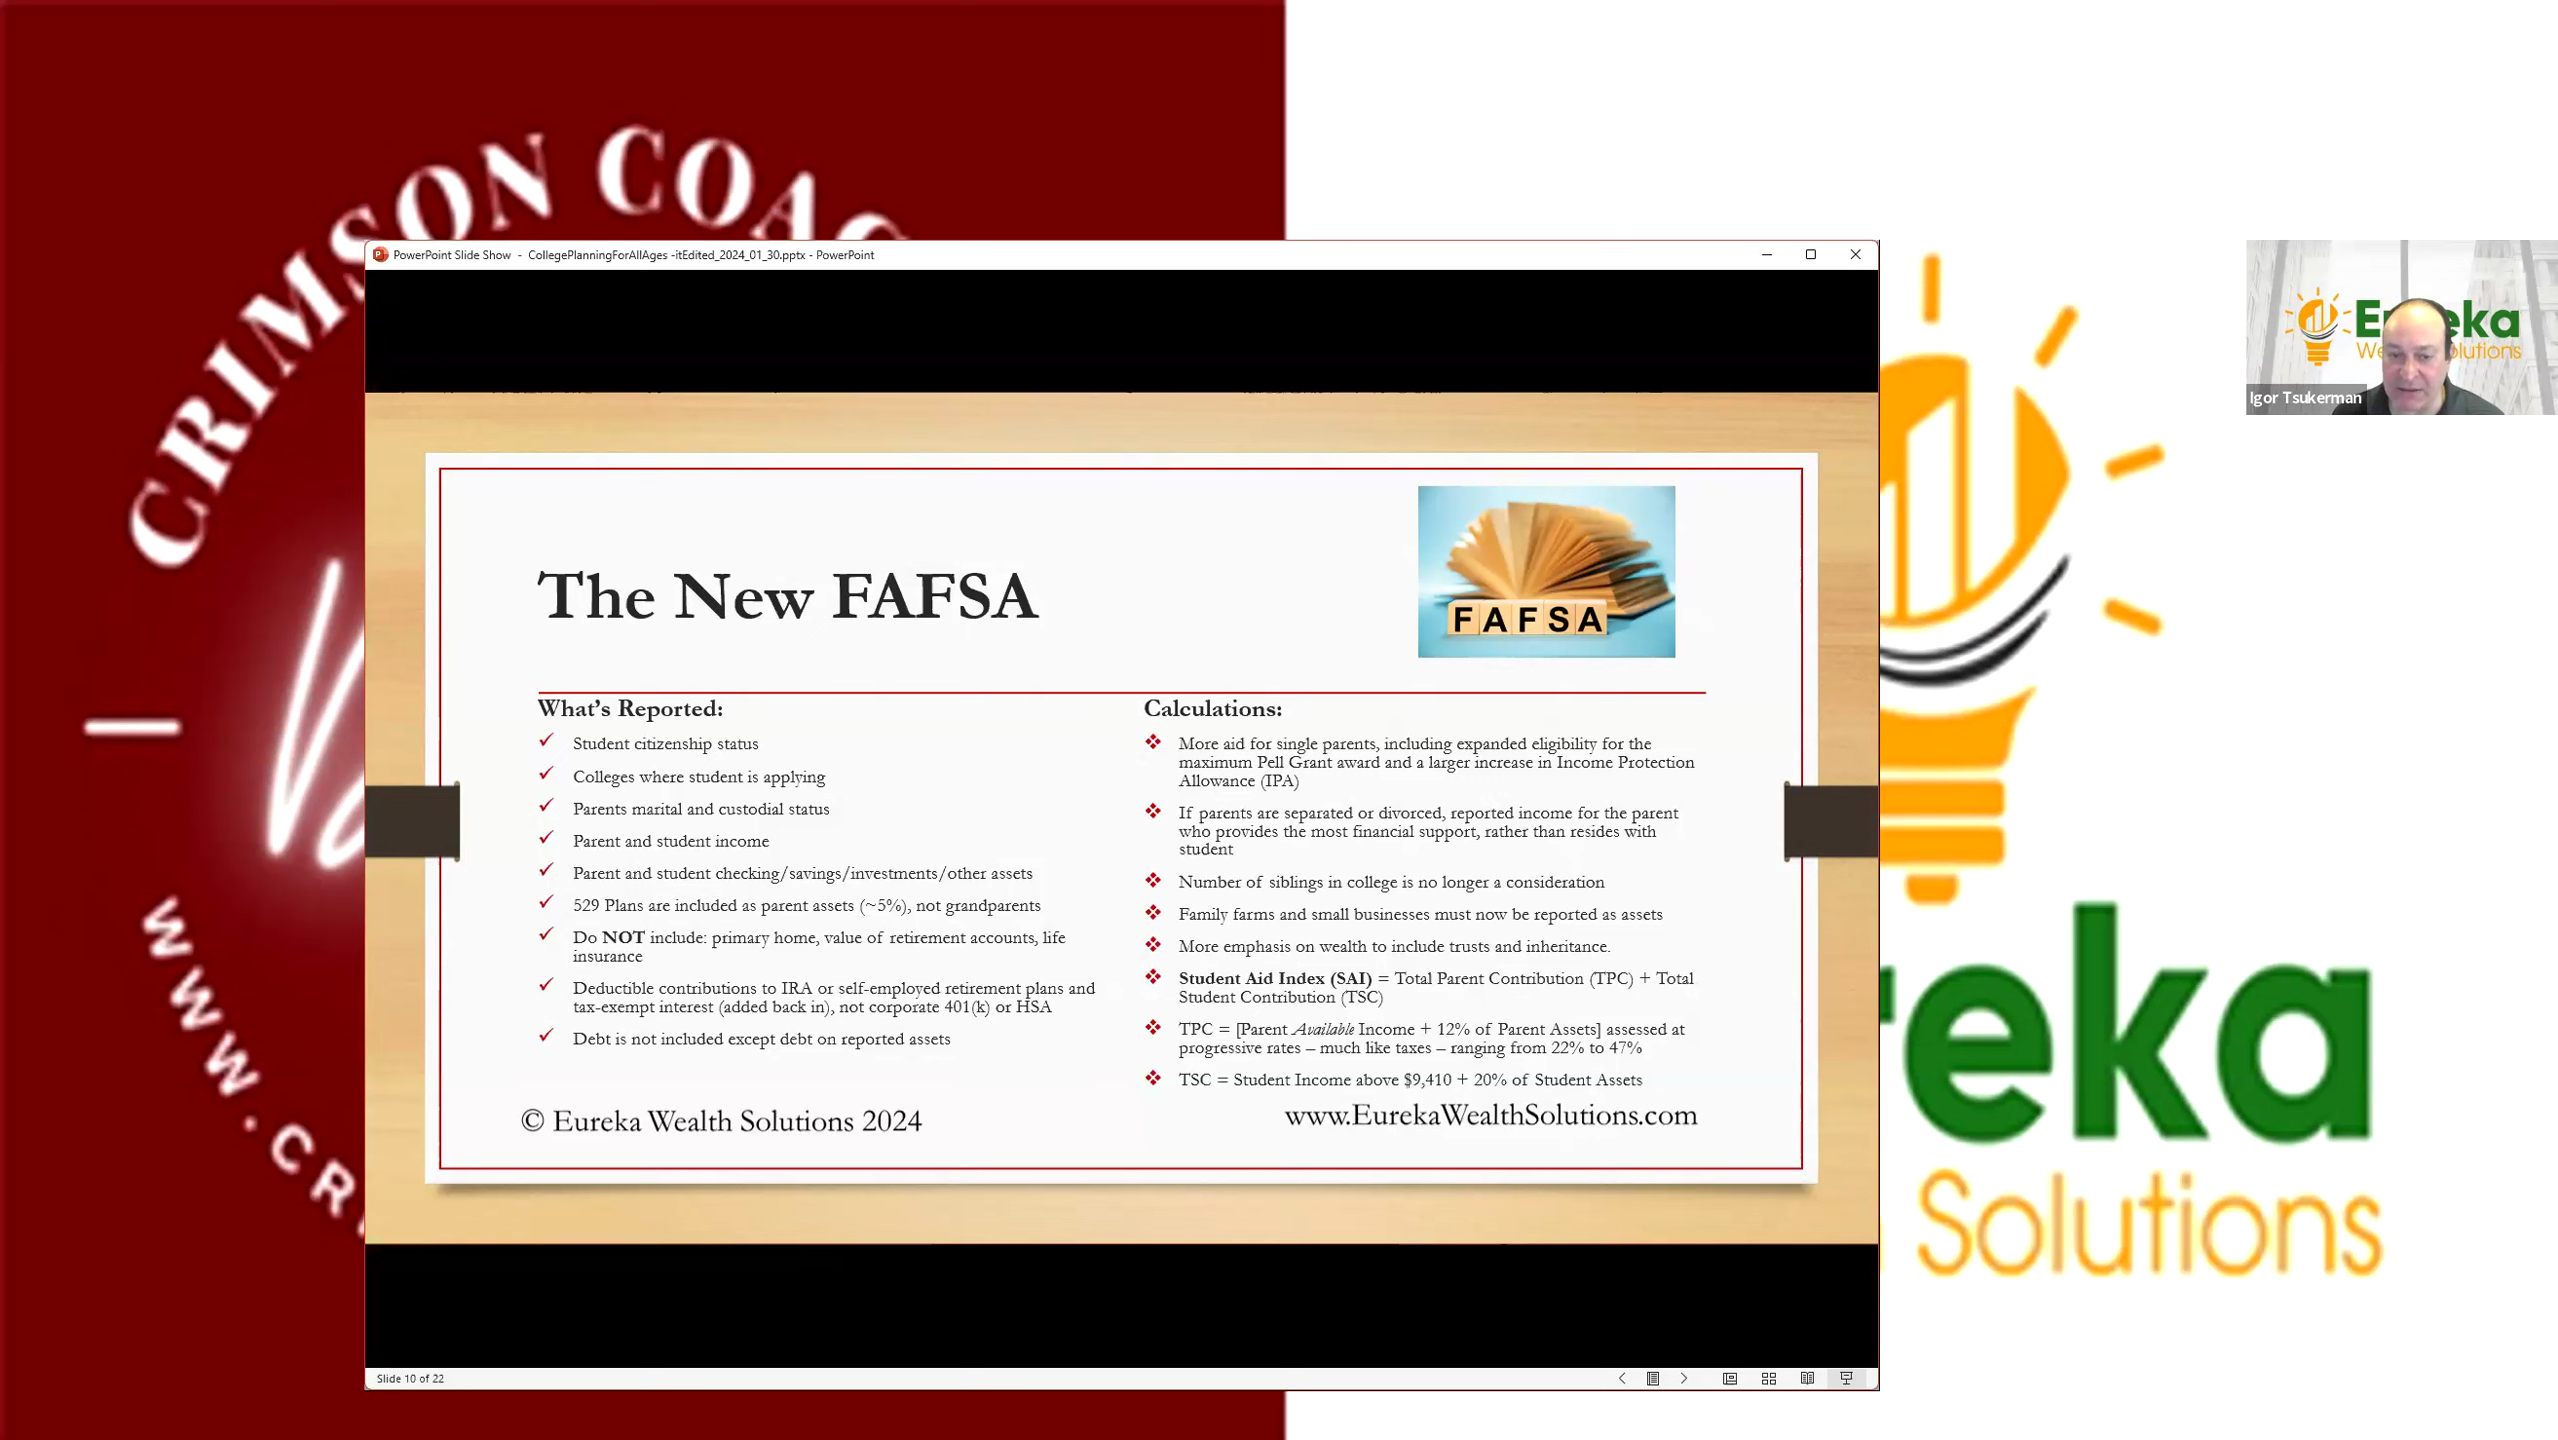 CRIMSON COAC
PowerPoint Slide Show - CollegePlanningForAllAges -itEdited_2024_01_30.pptx - PowerPoint
Eureka
Igor Tsukerman
The New FAFSA
FAFSA
What's Reported:
Student citizenship status
Colleges where student is applying
Parents marital and custodial status
Parent and student income
Parent and student checking/savings/investments/other assets
529 Plans are included as parent assets (~5%), not grandparents
Do NOT include: primary home, value of retirement accounts, life
insurance
Deductible contributions to IRA or self-employed retirement plans and
tax-exempt interest (added back in), not corporate 401(k) or HSA
Debt is not included except debt on reported assets
Calculations:
More aid for single parents, including expanded eligibility for the
maximum Pell Grant award and a larger increase in Income Protection
Allowance (IPA)
If parents are separated or divorced, reported income for the parent
who provides the most financial support, rather than resides with
student
Number of siblings in college is no longer a consideration
Family farms and small businesses must now be reported as assets
More emphasis on wealth to include trusts and inheritance.
Student Aid Index (SAI) = Total Parent Contribution (TPC) + Total
Student Contribution (TSC)
TPC = [Parent Available Income + 12% of Parent Assets] assessed at
progressive rates – much like taxes – ranging from 22% to 47%
TSC = Student Income above $9,410 + 20% of Student Assets
© Eureka Wealth Solutions 2024
www.EurekaWealthSolutions.com
www.CRI
eka
Solutions
Slide 10 of 22